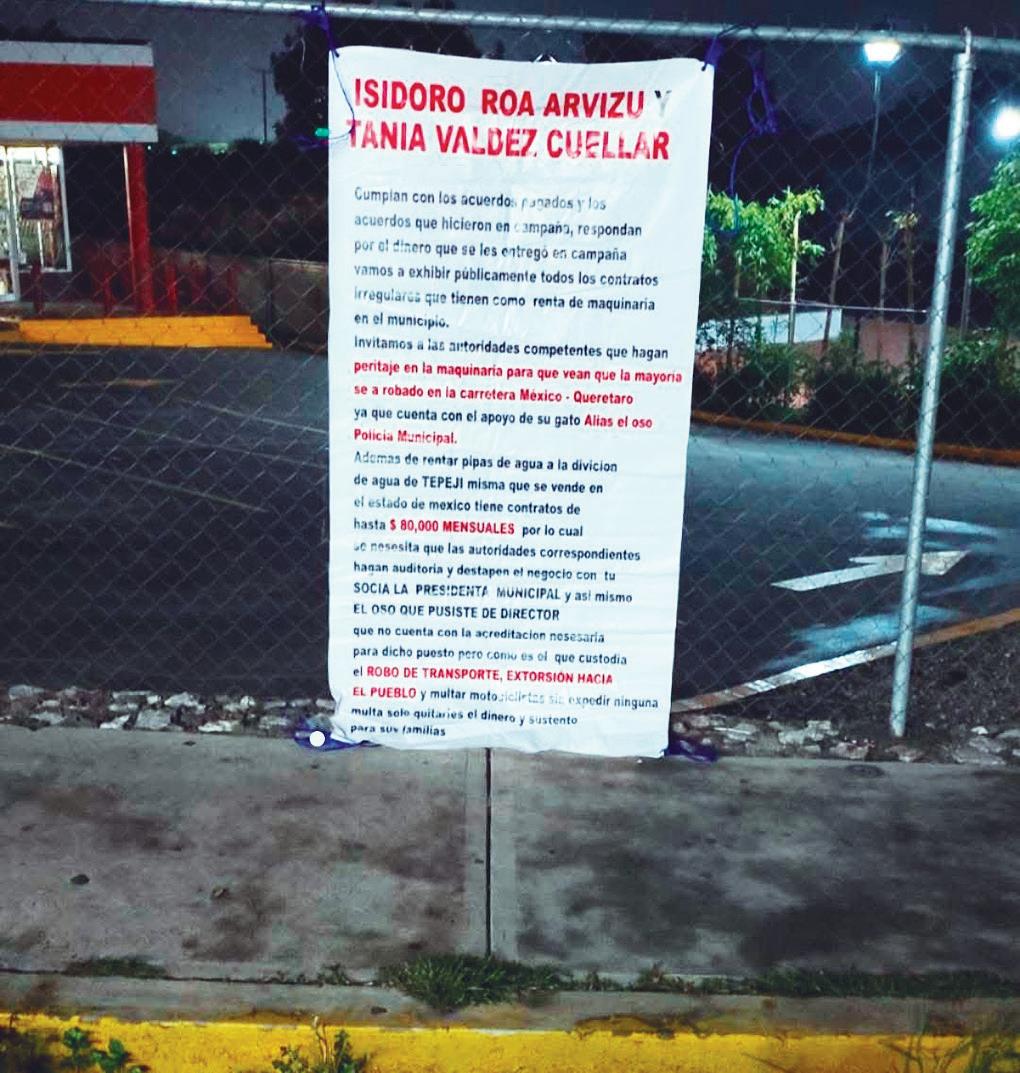 ISIDORO ROA ARVIZU Y
TANIA VALDEZ CUELLAR
Cumplan con los acuerdos pagados y los
acuerdos que hicieron en campaña, respondan
por el dinero que se les entregó en campaña
vamos a exhibir públicamente todos los contratos
irregulares que tienen como renta de maquinaria
en el municipio.
Invitamos a las autoridades competentes que hagan
peritaje en la maquinaria para que vean que la mayoria
se a robado en la carretera México - Queretaro
ya que cuenta con el apoyo de su gato Alias el oso
Policia Municipal.
Ademas de rentar pipas de agua a la divicion
de agua de TEPEJI misma que se vende en
el estado de mexico tiene contratos de
hasta $ 80,000 MENSUALES por lo cual
se nesesita que las autoridades correspondientes
hagan auditoria y destapen el negocio con tu
SOCIA LA PRESIDENTA MUNICIPAL y asi mismo
EL OSO QUE PUSISTE DE DIRECTOR
que no cuenta con la acreditacion nesesaria
para dicho puesto pero como es el que custodia
el ROBO DE TRANSPORTE, EXTORSIÓN HACIA
EL PUEBLO y multar motociclistas sin expedir ninguna
multa solo quitarles el dinero y sustento
para sus familias